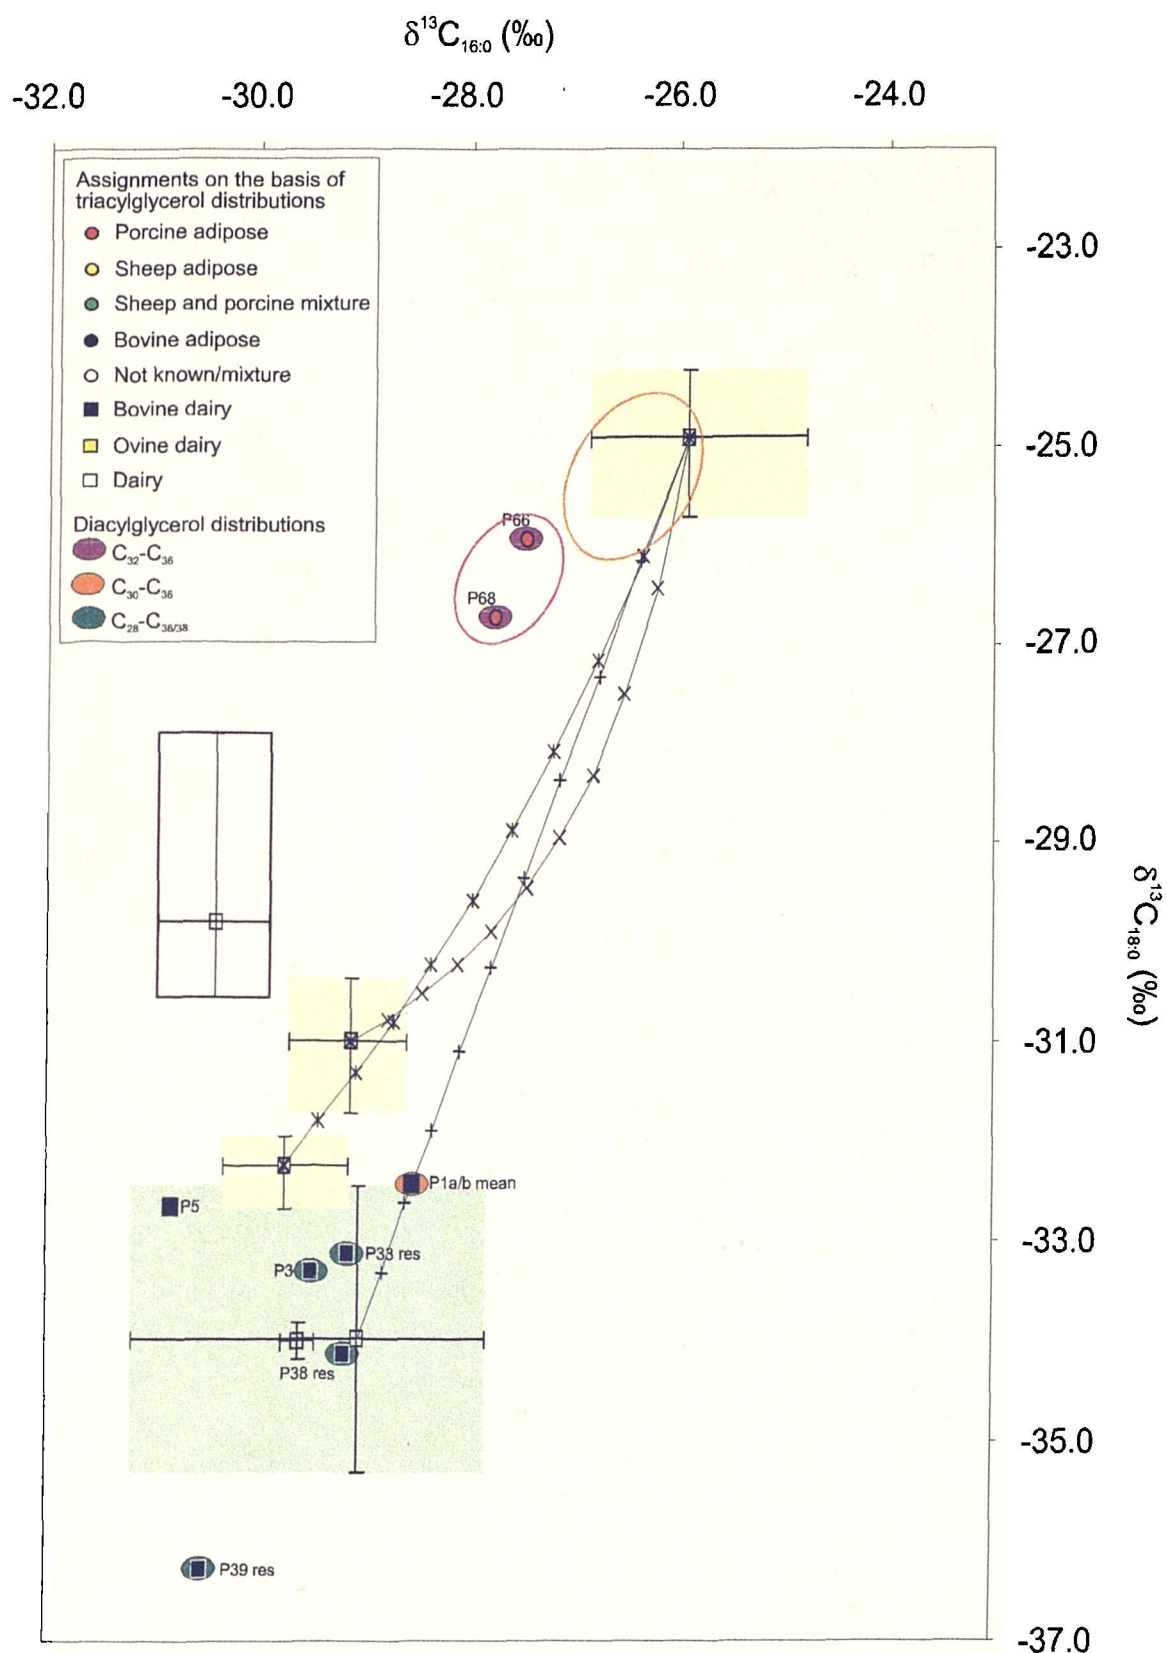 δ¹³C₁₆:₀ (‰)
-32.0 -30.0 -28.0 -26.0 -24.0
Assignments on the basis of
triacylglycerol distributions
Porcine adipose
Sheep adipose
Sheep and porcine mixture
Bovine adipose
Not known/mixture
Bovine dairy
Ovine dairy
Dairy
Diacylglycerol distributions
C₃₂-C₃₆
C₃₀-C₃₆
C₂₈-C₃₆/₃₈
-23.0
-25.0
-27.0
-29.0
-31.0
-33.0
-35.0
-37.0
δ¹³C₁₈:₀ (‰)
P66
P68
P1a/b mean
P5
P33 res
P3
P38 res
P39 res